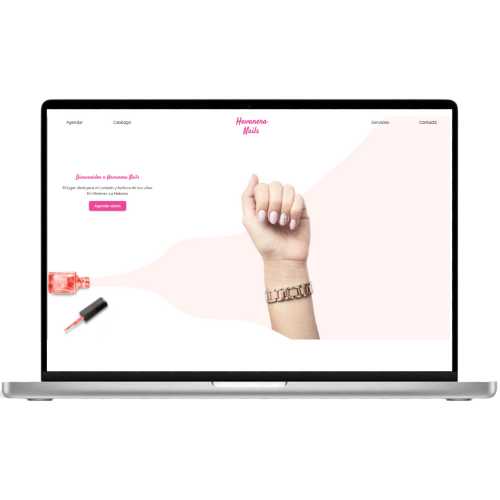 Agendar
Catálogo
Havanera
Nails
Servicios
Contacto
Bienvenidos a Havanera Nails
El lugar ideal para el cuidado y belleza de tus uñas
En Miramar, La Habana
Agendar ahora